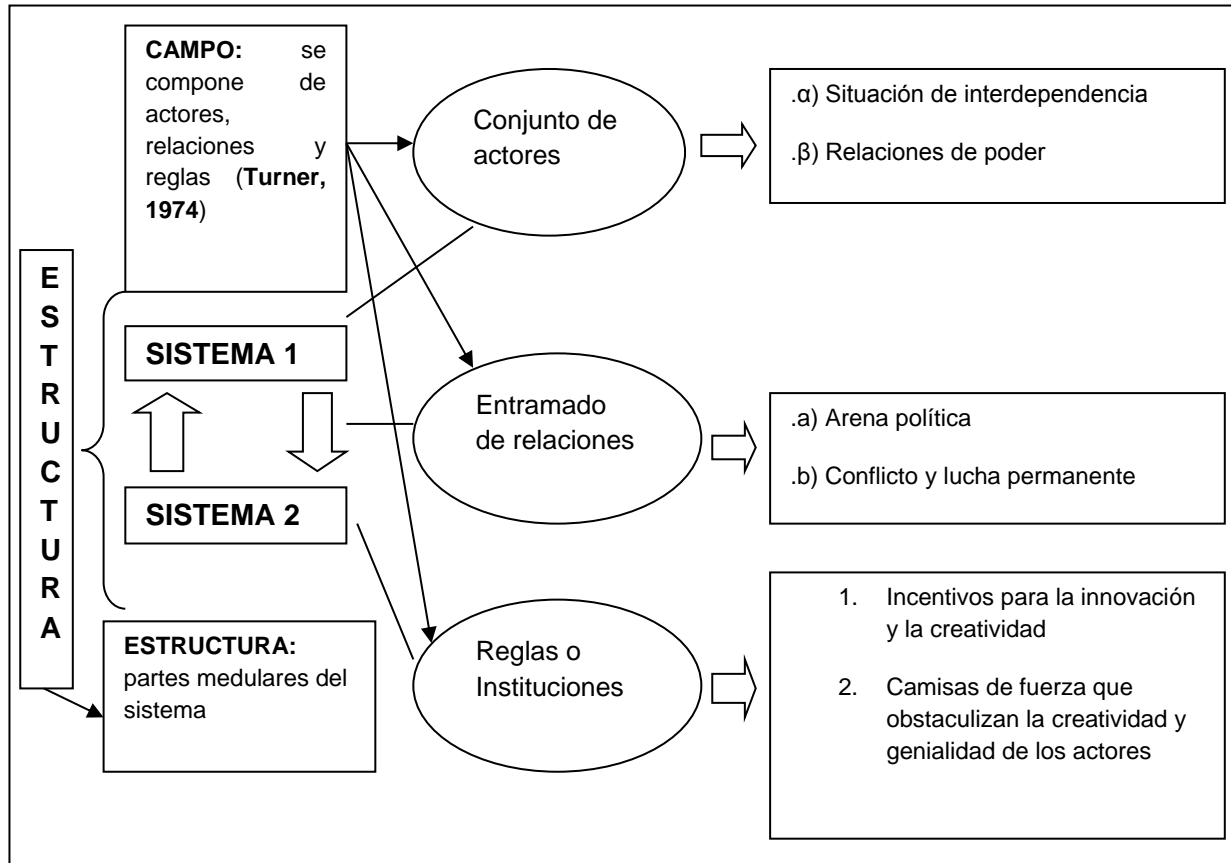 CAMPO: se
compone de
actores,
relaciones y
reglas (Turner,
1974)
Conjunto de
actores
.α) Situación de interdependencia
.β) Relaciones de poder
E
S
T
R
U
C
T
U
R
A
SISTEMA 1
SISTEMA 2
Entramado
de relaciones
.a) Arena política
.b) Conflicto y lucha permanente
ESTRUCTURA:
partes medulares del
sistema
Reglas o
Instituciones
1. Incentivos para la innovación
y la creatividad
2. Camisas de fuerza que
obstaculizan la creatividad y
genialidad de los actores